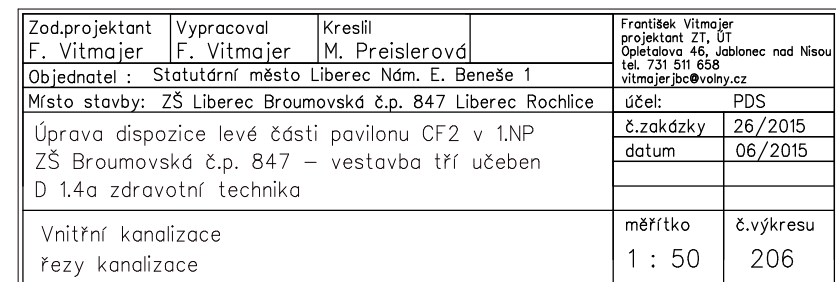 Zod.projektant Vypracoval Kreslil
F. Vitmajer F. Vitmajer M. Preislerová
Objednatel : Statutární město Liberec Nám. E. Beneše 1
Místo stavby: ZŠ Liberec Broumovská č.p. 847 Liberec Rochlice
František Vitmajer
projektant ZT, ÚT
Opletalova 46, Jablonec nad Nisou
tel. 731 511 658
vitmajerjbc@volny.cz
účel: PDS
č.zakázky 26/2015
datum 06/2015
Úprava dispozice levé části pavilonu CF2 v 1.NP
ZŠ Broumovská č.p. 847 – vestavba tří učeben
D 1.4a zdravotní technika
Vnitřní kanalizace
řezy kanalizace
měřítko č.výkresu
1 : 50 206